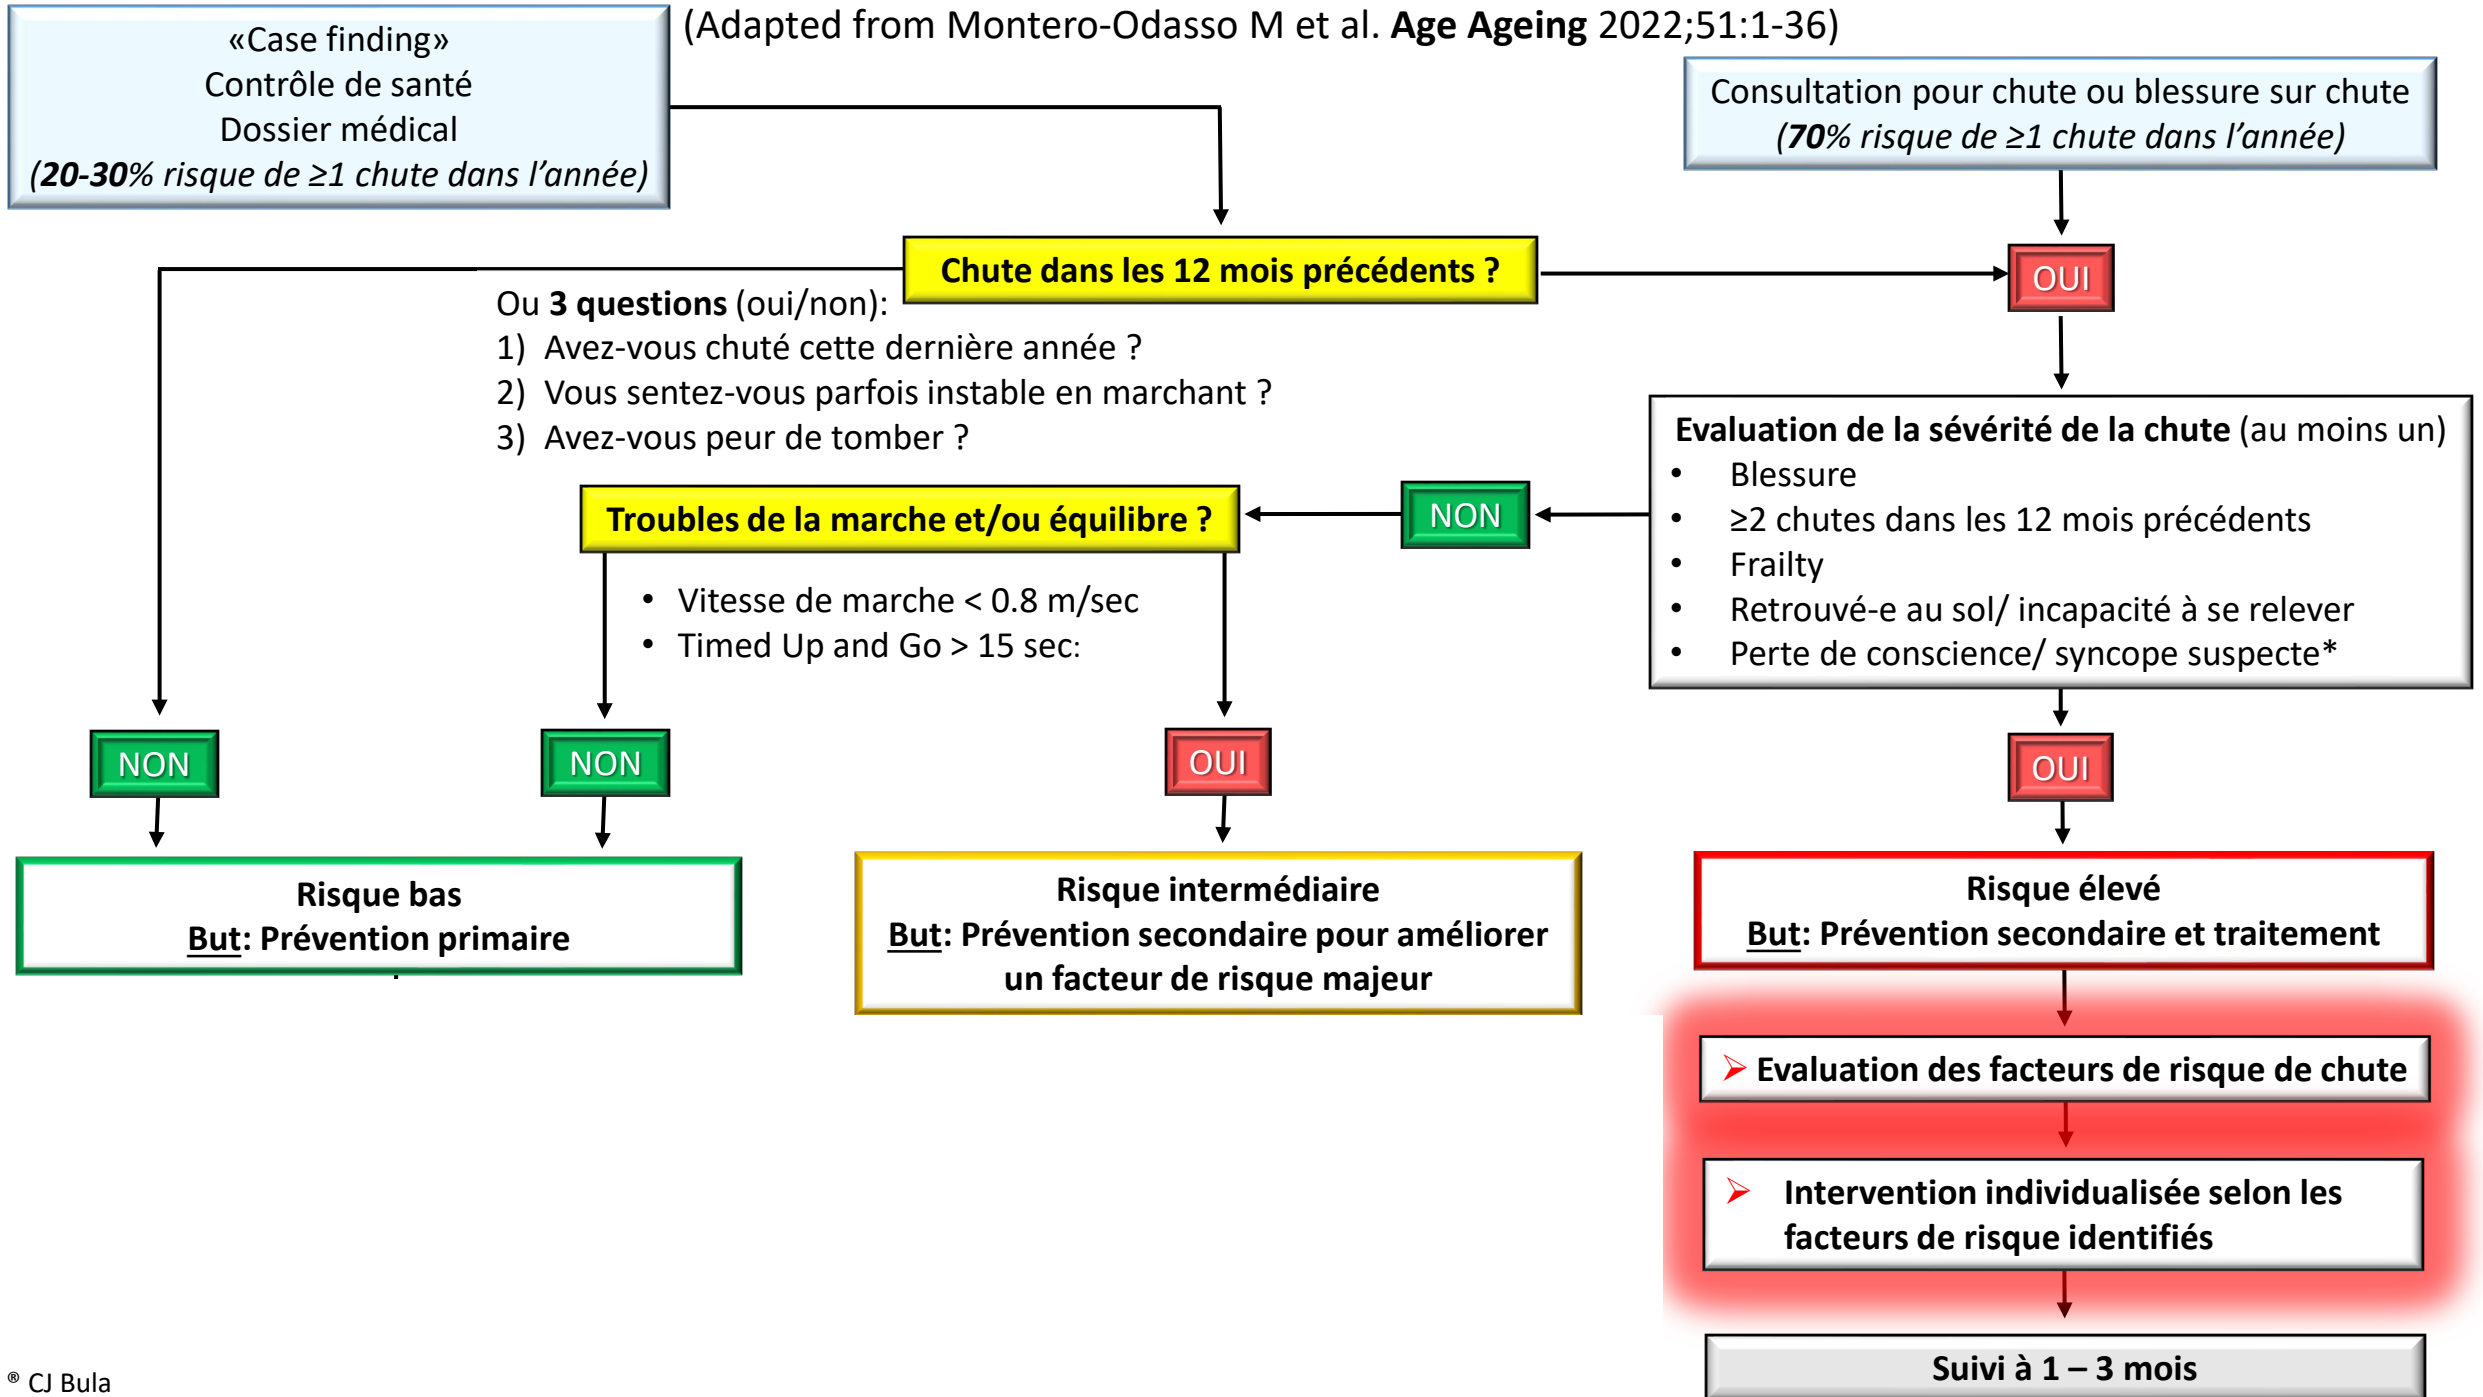 (Adapted from Montero-Odasso M et al. Age Ageing 2022;51:1-36)
«Case finding»
Contrôle de santé
Dossier médical
(20-30% risque de ≥1 chute dans l’année)
Consultation pour chute ou blessure sur chute
(70% risque de ≥1 chute dans l’année)
Chute dans les 12 mois précédents ?
OUI
Ou 3 questions (oui/non):
1) Avez-vous chuté cette dernière année ?
2) Vous sentez-vous parfois instable en marchant ?
3) Avez-vous peur de tomber ?
Evaluation de la sévérité de la chute (au moins un)
• Blessure
• ≥2 chutes dans les 12 mois précédents
• Frailty
• Retrouvé-e au sol/ incapacité à se relever
• Perte de conscience/ syncope suspecte*
NON
Troubles de la marche et/ou équilibre ?
• Vitesse de marche < 0.8 m/sec
• Timed Up and Go > 15 sec:
NON
NON
OUI
OUI
Risque bas
But: Prévention primaire
Risque intermédiaire
But: Prévention secondaire pour améliorer
un facteur de risque majeur
Risque élevé
But: Prévention secondaire et traitement
➢ Evaluation des facteurs de risque de chute
➢ Intervention individualisée selon les
facteurs de risque identifiés
Suivi à 1 – 3 mois
® CJ Bula